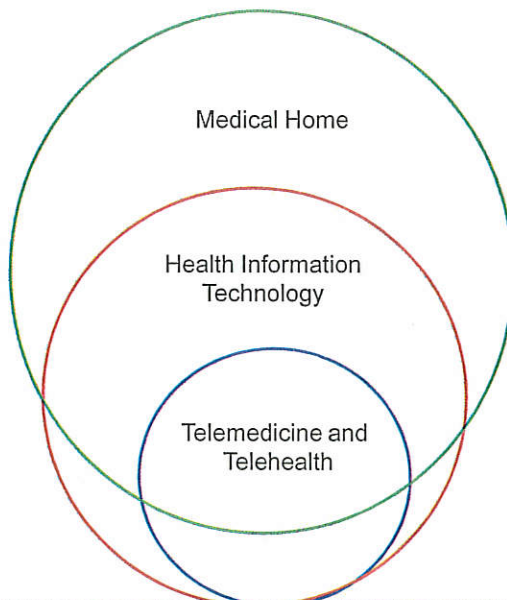 Medical Home
Health Information
Technology
Telemedicine and
Telehealth